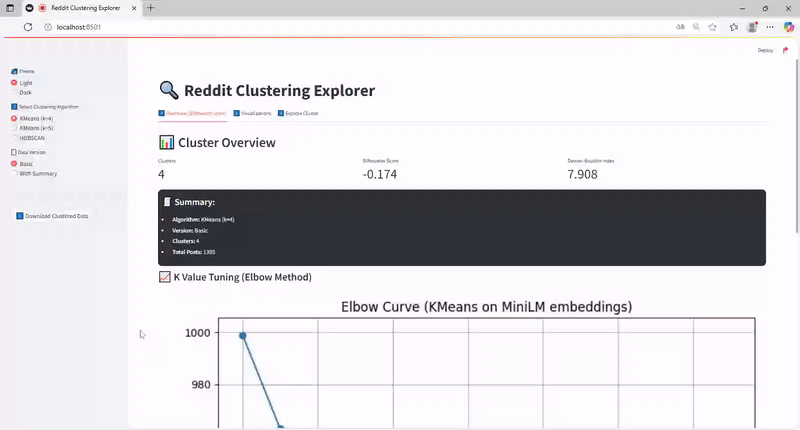 Reddit Clustering Explorer
localhost:8501
Deploy
Theme
Light
Dark
Select Clustering Algorithm
KMeans (k=4)
KMeans (k=5)
HDBSCAN
Data Version
Basic
With Summary
Download Clustered Data
Reddit Clustering Explorer
Overview (Silhouette Score) Visualizations Explore Cluster
Cluster Overview
Clusters Silhouette Score Davies-Bouldin Index
4 -0.174 7.908
Summary:
Algorithm: KMeans (k=4)
Version: Basic
Clusters: 4
Total Posts: 1395
K Value Tuning (Elbow Method)
Elbow Curve (KMeans on MiniLM embeddings)
1000
980